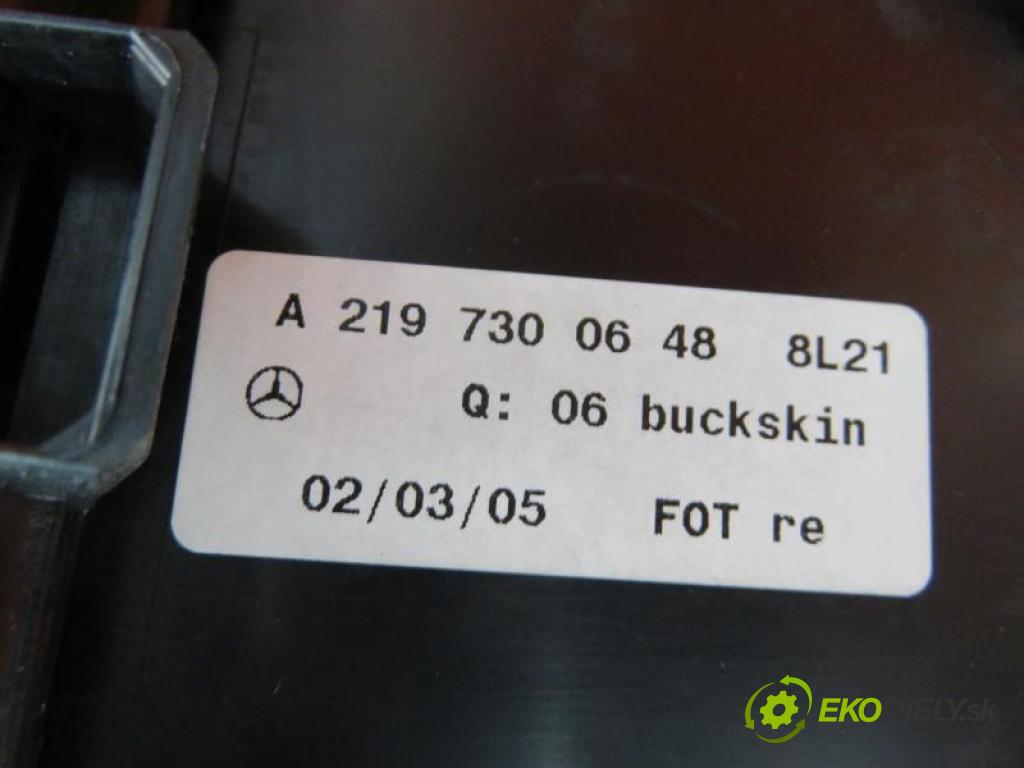 A 219 730 06 48 8L21
Q: 06 buckskin
02/03/05 FOT re
EKODIELY.sk